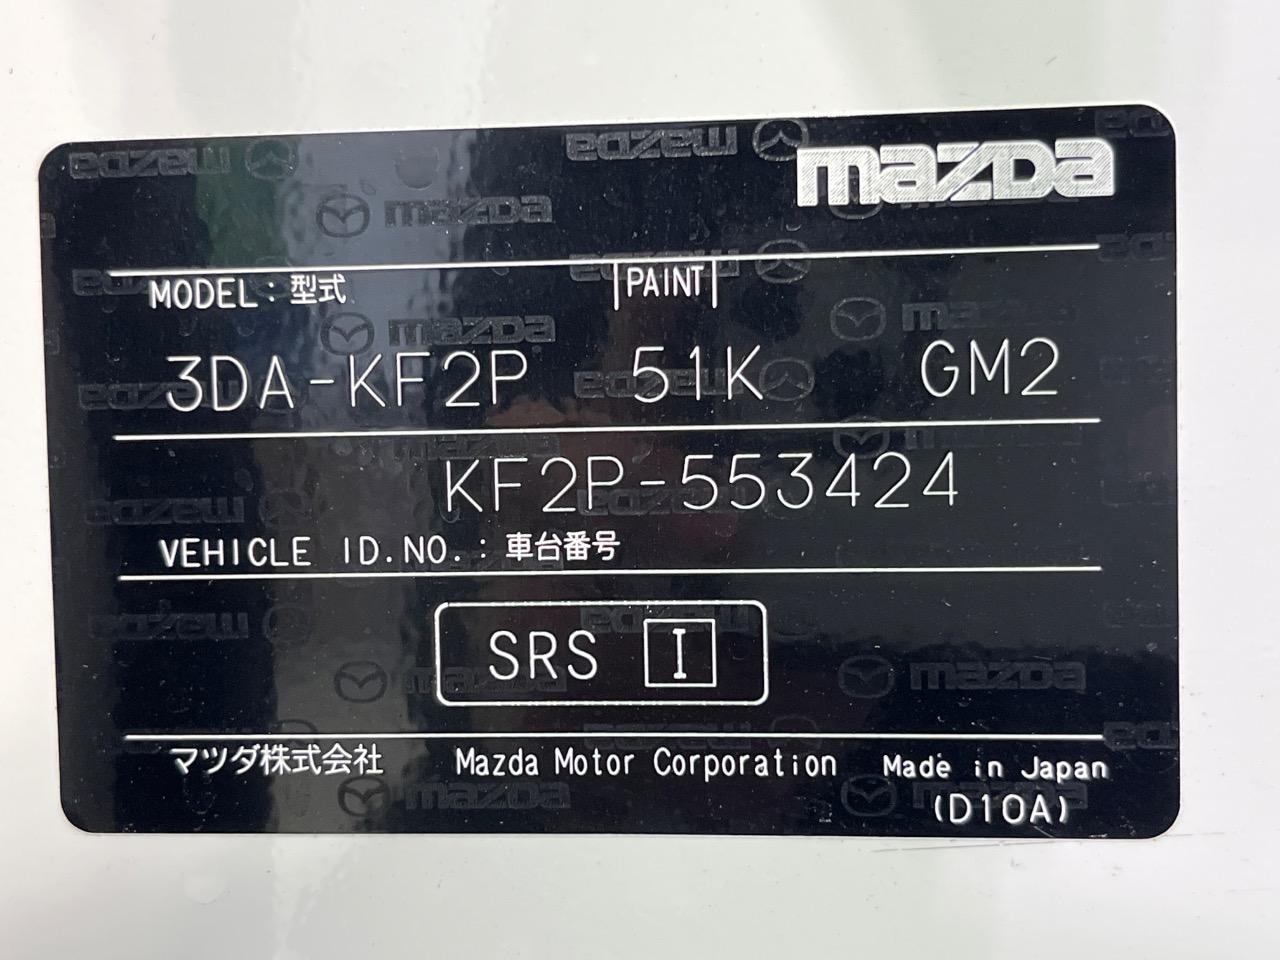 mazda
MODEL : 型式 PAINT
3DA-KF2P 51K GM2
KF2P-553424
VEHICLE ID.NO. : 車台番号
SRS I
マツダ株式会社 Mazda Motor Corporation Made in Japan
(D10A)